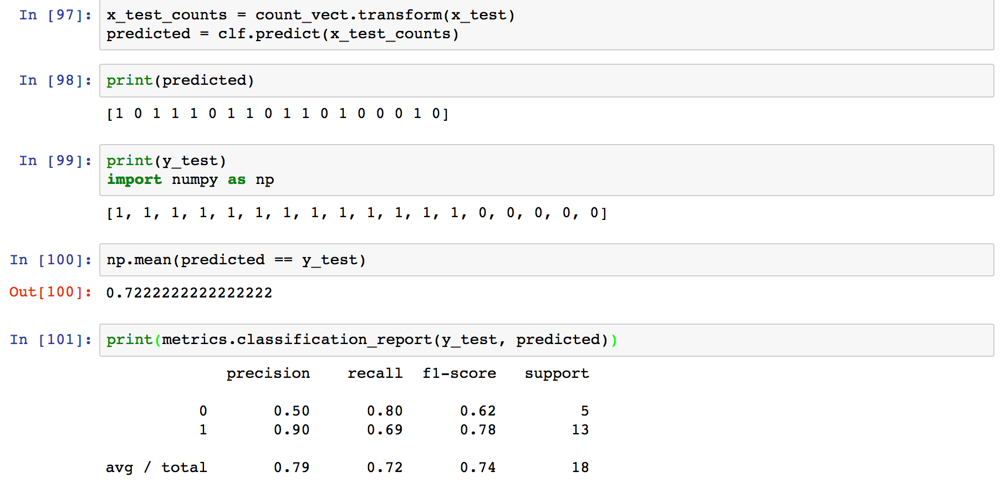 In [97]: x_test_counts = count_vect.transform(x_test)
predicted = clf.predict(x_test_counts)
In [98]: print(predicted)
[1 0 1 1 1 0 1 1 0 1 1 0 1 0 0 0 1 0]
In [99]: print(y_test)
import numpy as np
[1, 1, 1, 1, 1, 1, 1, 1, 1, 1, 1, 1, 1, 0, 0, 0, 0, 0]
In [100]: np.mean(predicted == y_test)
Out[100]: 0.7222222222222222
In [101]: print(metrics.classification_report(y_test, predicted))
precision recall f1-score support
0 0.50 0.80 0.62 5
1 0.90 0.69 0.78 13
avg / total 0.79 0.72 0.74 18